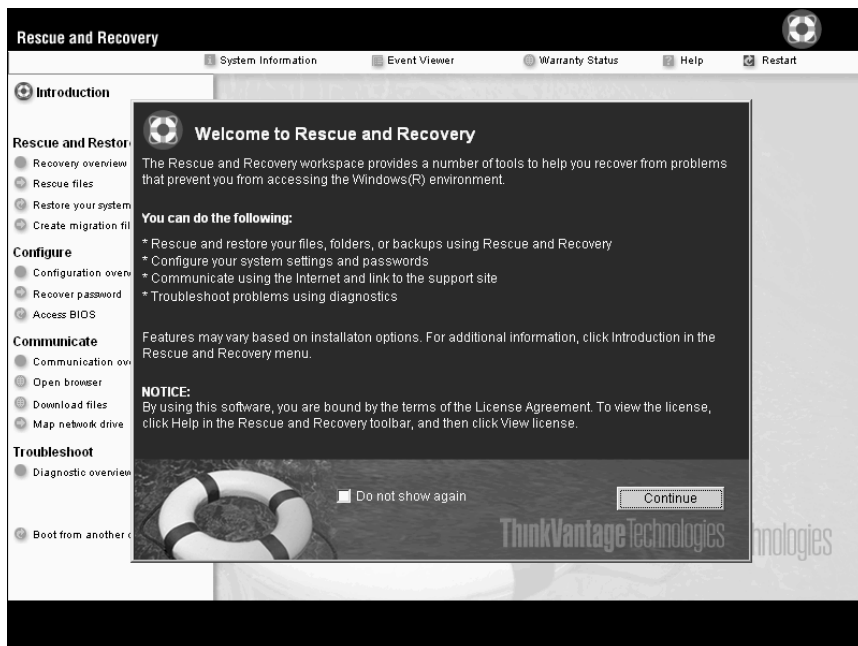 Rescue and Recovery
System Information Event Viewer Warranty Status Help Restart
Introduction
Rescue and Restor
Recovery overview
Rescue files
Restore your system
Create migration fil
Configure
Configuration over
Recover password
Access BIOS
Communicate
Communication ov
Open browser
Download files
Map network drive
Troubleshoot
Diagnostic overview
Boot from another
Welcome to Rescue and Recovery
The Rescue and Recovery workspace provides a number of tools to help you recover from problems
that prevent you from accessing the Windows(R) environment.
You can do the following:
* Rescue and restore your files, folders, or backups using Rescue and Recovery
* Configure your system settings and passwords
* Communicate using the Internet and link to the support site
* Troubleshoot problems using diagnostics
Features may vary based on installaton options. For additional information, click Introduction in the
Rescue and Recovery menu.
NOTICE:
By using this software, you are bound by the terms of the License Agreement. To view the license,
click Help in the Rescue and Recovery toolbar, and then click View license.
Do not show again
Continue
ThinkVantage Technologies
hnologies